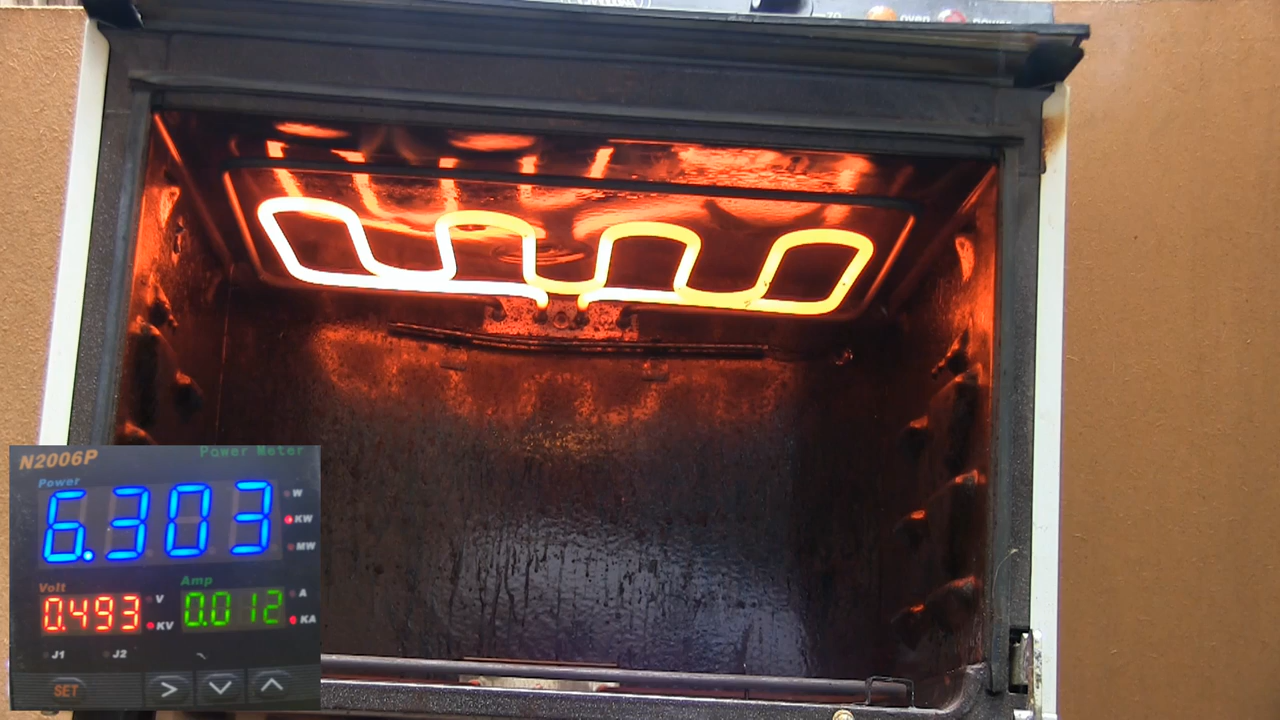 70 oven power
N2006P Power Meter
Power
6.303
W
KW
MW
Volt Amp
0.493 V KV 0.012 A KA
J1 J2
SET > ∨ ∧